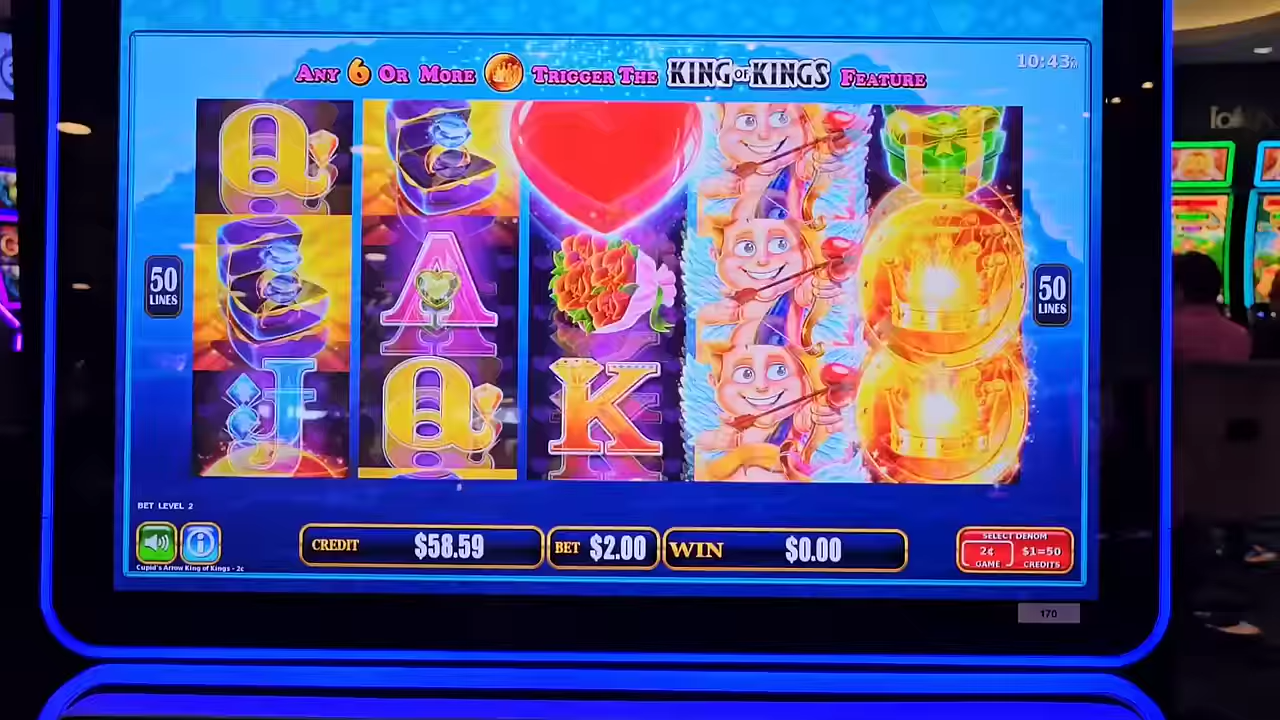 ANY 6 OR MORE TRIGGER THE KING OF KINGS FEATURE
10:43
Q
A
J
Q
K
50
LINES
50
LINES
BET LEVEL 2
CREDIT $58.59
BET $2.00
WIN $0.00
SELECT DENOM
2¢ $1=50
GAME CREDITS
Cupid's Arrow King of Kings - 2c
170